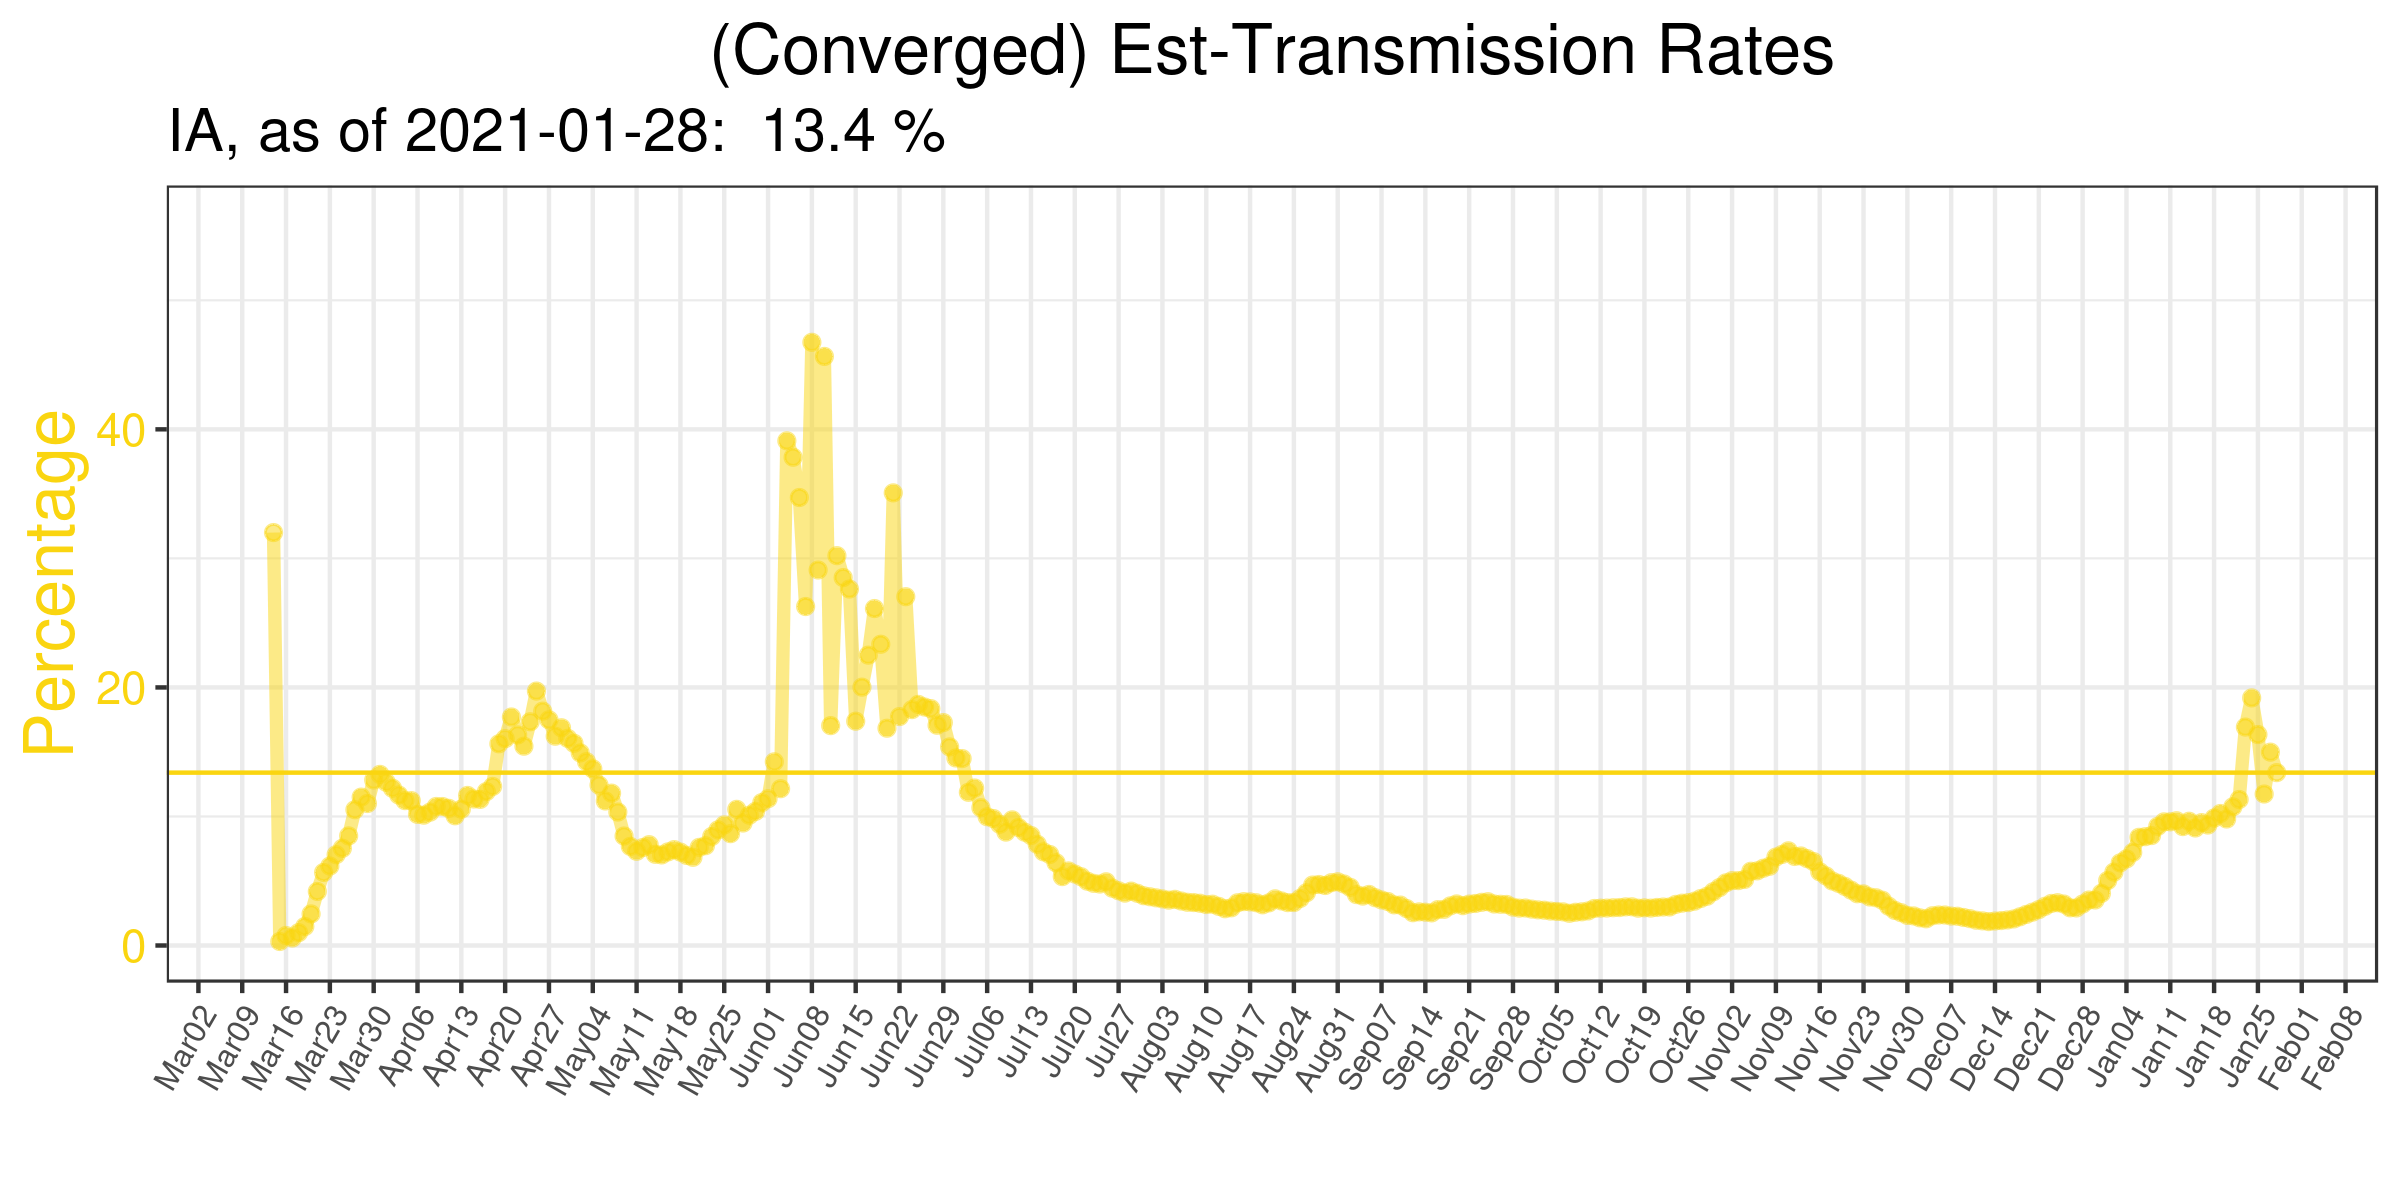 (Converged) Est-Transmission Rates
IA, as of 2021-01-28:  13.4 %
Percentage
40
20
0
Mar02
Mar09
Mar16
Mar23
Mar30
Apr06
Apr13
Apr20
Apr27
May04
May11
May18
May25
Jun01
Jun08
Jun15
Jun22
Jun29
Jul06
Jul13
Jul20
Jul27
Aug03
Aug10
Aug17
Aug24
Aug31
Sep07
Sep14
Sep21
Sep28
Oct05
Oct12
Oct19
Oct26
Nov02
Nov09
Nov16
Nov23
Nov30
Dec07
Dec14
Dec21
Dec28
Jan04
Jan11
Jan18
Jan25
Feb01
Feb08